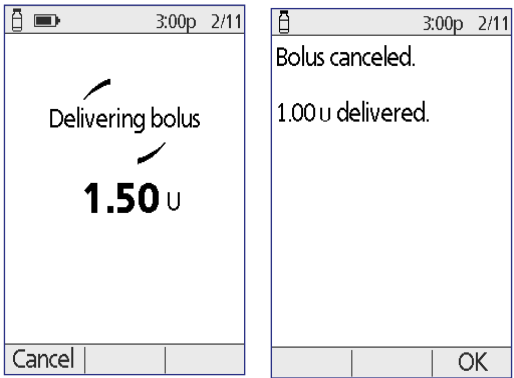 3:00p 2/11
Delivering bolus
1.50 U
Cancel
3:00p 2/11
Bolus canceled.
1.00 U delivered.
OK